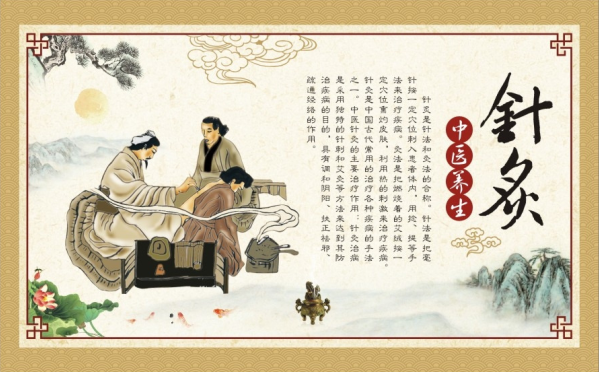 針灸
中医养生
针灸是针法和灸法的合称。针法是把毫
针按一定穴位刺入患者体内，用捻、提等手
法来治疗疾病。灸法是把燃烧着的艾绒按一
定穴位熏灼皮肤，利用热的刺激来治疗疾病。
针灸是中国古代常用的治疗各种疾病的手法
之一。中医针灸的主要治疗作用：针灸治病
是采用独特的针刺和艾灸等方法来达到其防
治疾病的目的，具有调和阴阳、扶正祛邪、
疏通经络的作用。